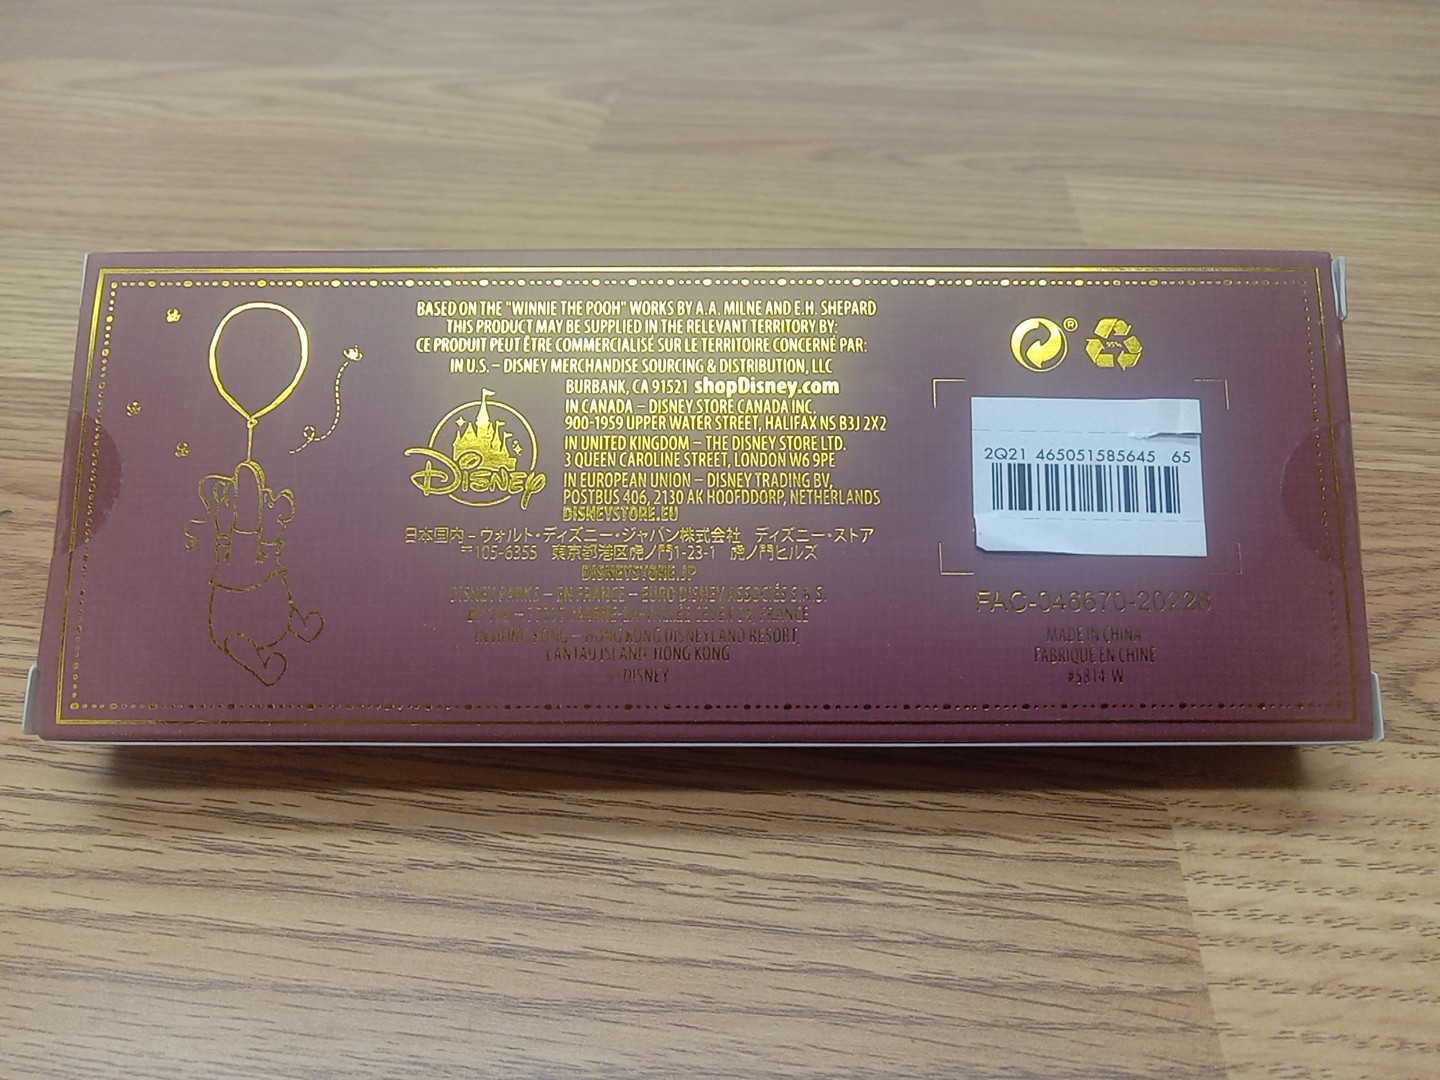 BASED ON THE "WINNIE THE POOH" WORKS BY A.A. MILNE AND E.H. SHEPARD
THIS PRODUCT MAY BE SUPPLIED IN THE RELEVANT TERRITORY BY:
CE PRODUIT PEUT ÊTRE COMMERCIALISÉ SUR LE TERRITOIRE CONCERNÉ PAR:
IN U.S. – DISNEY MERCHANDISE SOURCING & DISTRIBUTION, LLC
BURBANK, CA 91521 shopDisney.com
IN CANADA – DISNEY STORE CANADA INC.
900-1959 UPPER WATER STREET, HALIFAX NS B3J 2X2
IN UNITED KINGDOM – THE DISNEY STORE LTD.
3 QUEEN CAROLINE STREET, LONDON W6 9PE
IN EUROPEAN UNION – DISNEY TRADING BV,
POSTBUS 406, 2130 AK HOOFDDORP, NETHERLANDS
DISNEYSTORE.EU
Disney
日本国内 – ウォルト・ディズニー・ジャパン株式会社 ディズニー・ストア
〒105-6355 東京都港区虎ノ門1-23-1 虎ノ門ヒルズ
DISNEYSTORE.JP
DISNEY PARKS – EN FRANCE – EURO DISNEY ASSOCIÉS S.A.S.
FRANCE
IN HONG KONG – HONG KONG DISNEYLAND RESORT,
LANTAU ISLAND, HONG KONG
DISNEY
®
95%
2Q21 465051585645 65
FAC-046670-20228
MADE IN CHINA
FABRIQUÉ EN CHINE
#5814 W